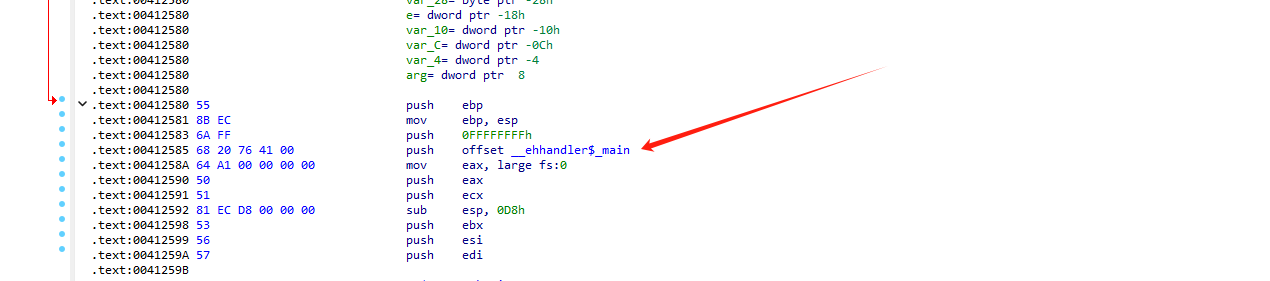 .text:00412580 var_28= byte ptr -28h
.text:00412580 e= dword ptr -18h
.text:00412580 var_10= dword ptr -10h
.text:00412580 var_C= dword ptr -0Ch
.text:00412580 var_4= dword ptr -4
.text:00412580 arg= dword ptr  8
.text:00412580
.text:00412580 55 push ebp
.text:00412581 8B EC mov ebp, esp
.text:00412583 6A FF push 0FFFFFFFFh
.text:00412585 68 20 76 41 00 push offset __ehhandler$_main
.text:0041258A 64 A1 00 00 00 00 mov eax, large fs:0
.text:00412590 50 push eax
.text:00412591 51 push ecx
.text:00412592 81 EC D8 00 00 00 sub esp, 0D8h
.text:00412598 53 push ebx
.text:00412599 56 push esi
.text:0041259A 57 push edi
.text:0041259B